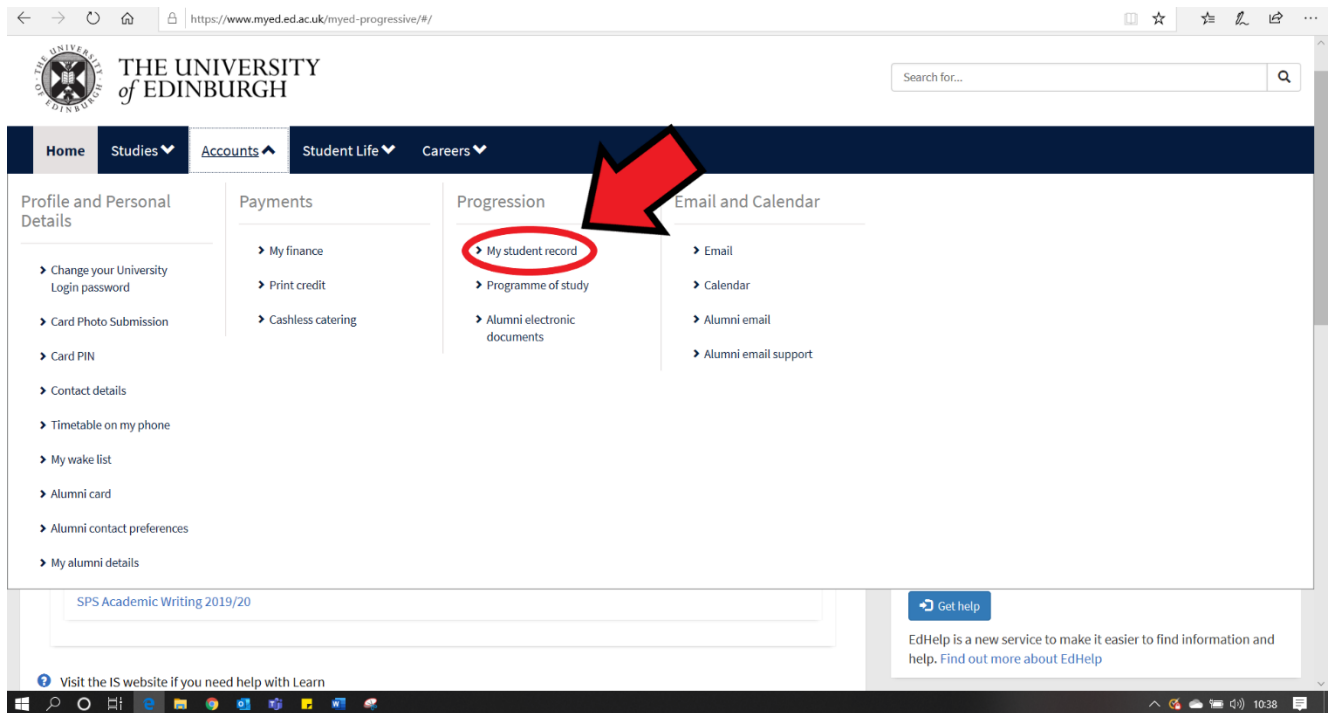 https://www.myed.ed.ac.uk/myed-progressive/#/
THE UNIVERSITY
of EDINBURGH
THE UNIVERSITY OF EDINBURGH
Search for...
Home Studies Accounts Student Life Careers
Profile and Personal
Details
Change your University
Login password
Card Photo Submission
Card PIN
Contact details
Timetable on my phone
My wake list
Alumni card
Alumni contact preferences
My alumni details
Payments
My finance
Print credit
Cashless catering
Progression
My student record
Programme of study
Alumni electronic
documents
Email and Calendar
Email
Calendar
Alumni email
Alumni email support
SPS Academic Writing 2019/20
Visit the IS website if you need help with Learn
Get help
EdHelp is a new service to make it easier to find information and
help. Find out more about EdHelp
10:38